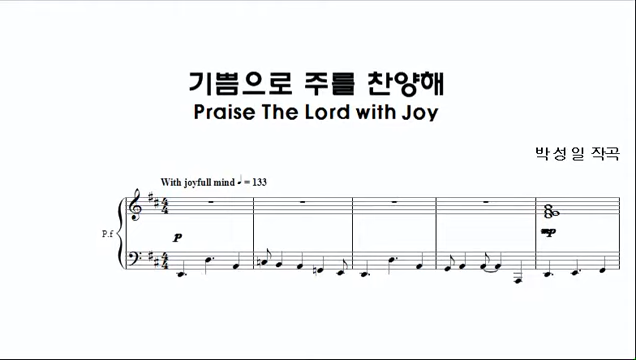 기쁨으로 주를 찬양해
Praise The Lord with Joy
박성일 작곡
With joyfull mind ♩ = 133
P.f
p
mp